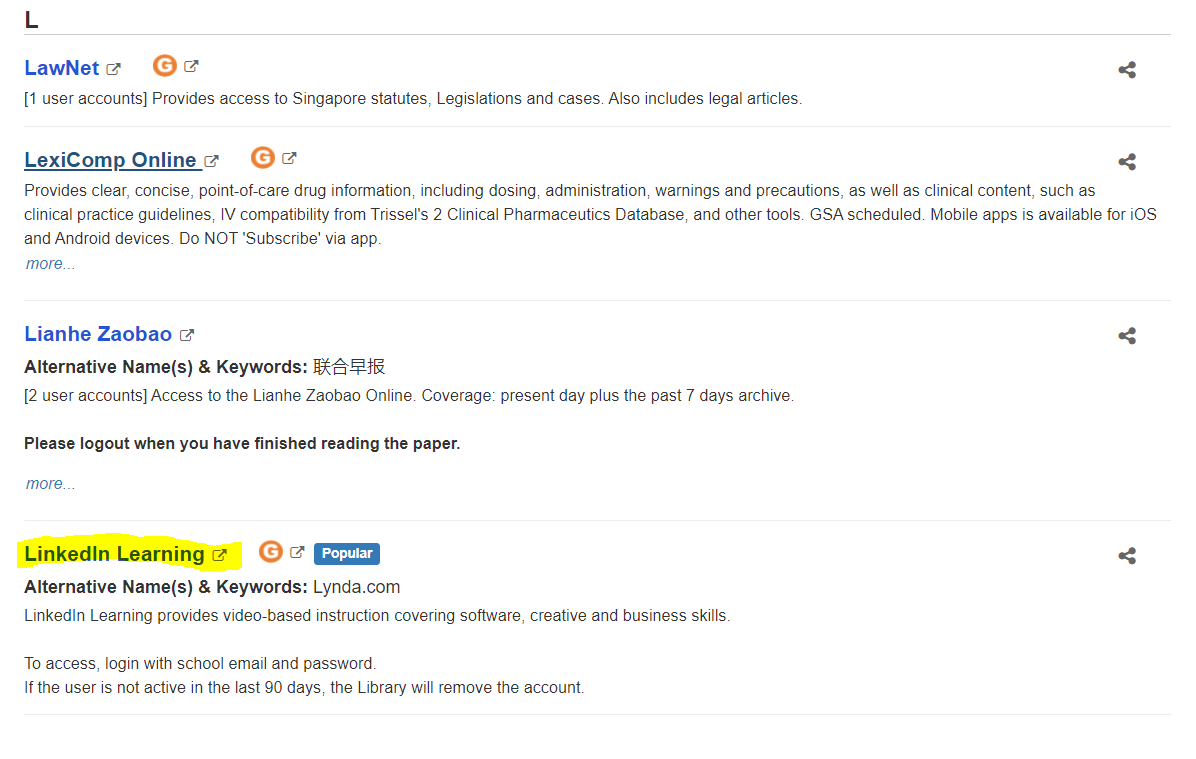 L
LawNet G
[1 user accounts] Provides access to Singapore statutes, Legislations and cases. Also includes legal articles.
LexiComp Online G
Provides clear, concise, point-of-care drug information, including dosing, administration, warnings and precautions, as well as clinical content, such as
clinical practice guidelines, IV compatibility from Trissel's 2 Clinical Pharmaceutics Database, and other tools. GSA scheduled. Mobile apps is available for iOS
and Android devices. Do NOT 'Subscribe' via app.
more...
Lianhe Zaobao
Alternative Name(s) & Keywords: 联合早报
[2 user accounts] Access to the Lianhe Zaobao Online. Coverage: present day plus the past 7 days archive.
Please logout when you have finished reading the paper.
more...
LinkedIn Learning G Popular
Alternative Name(s) & Keywords: Lynda.com
LinkedIn Learning provides video-based instruction covering software, creative and business skills.
To access, login with school email and password.
If the user is not active in the last 90 days, the Library will remove the account.